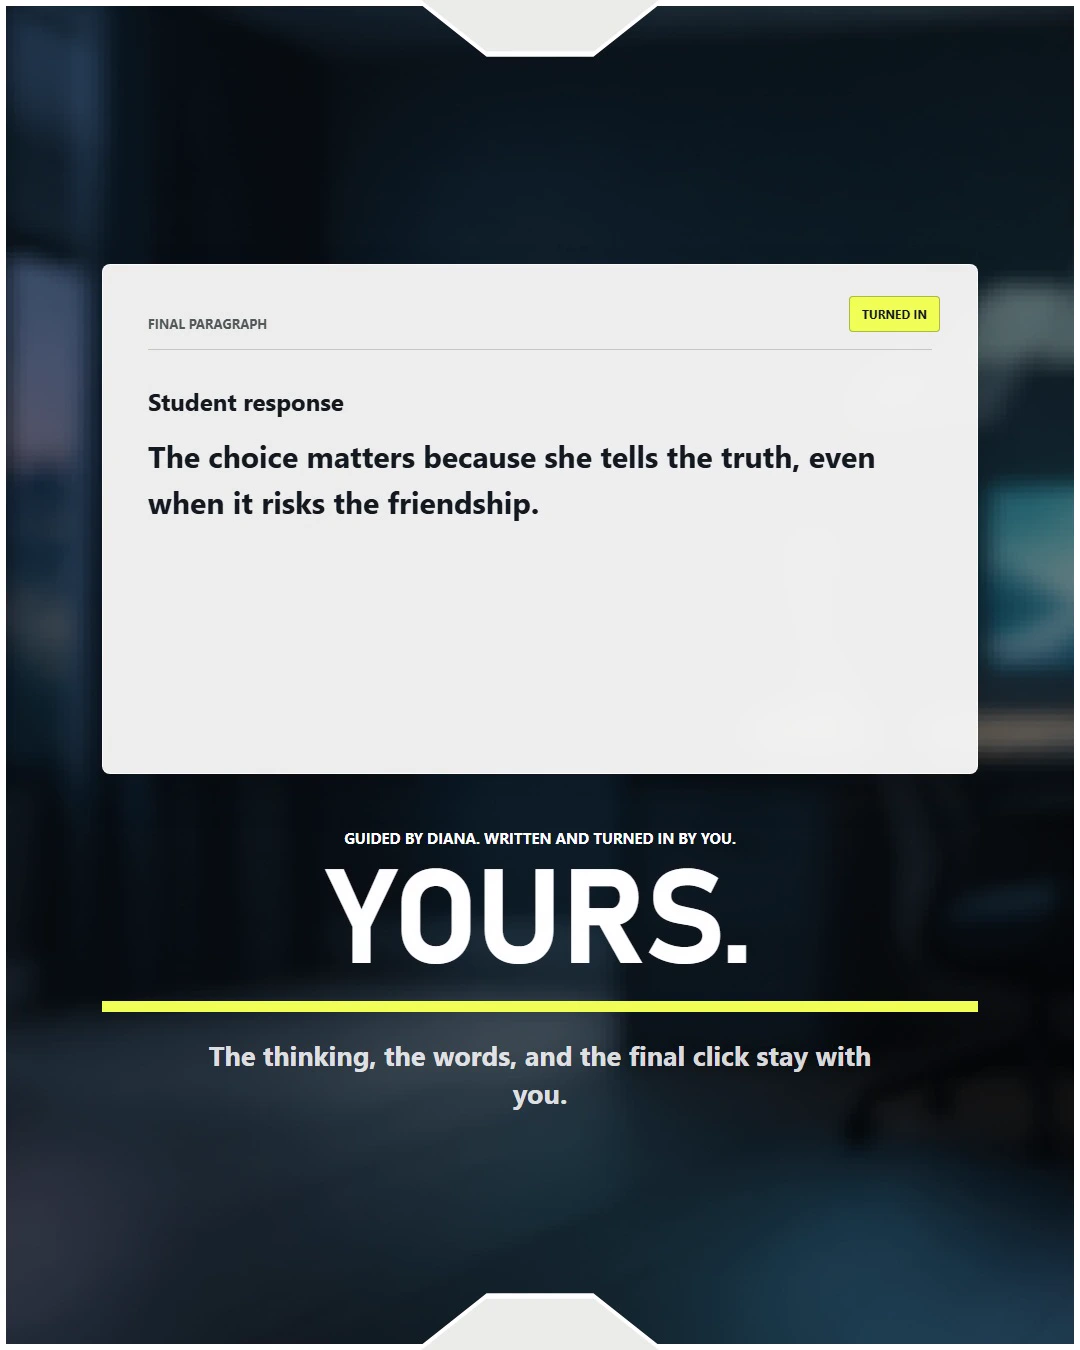 FINAL PARAGRAPH
TURNED IN
Student response
The choice matters because she tells the truth, even
when it risks the friendship.
GUIDED BY DIANA. WRITTEN AND TURNED IN BY YOU.
YOURS.
The thinking, the words, and the final click stay with
you.